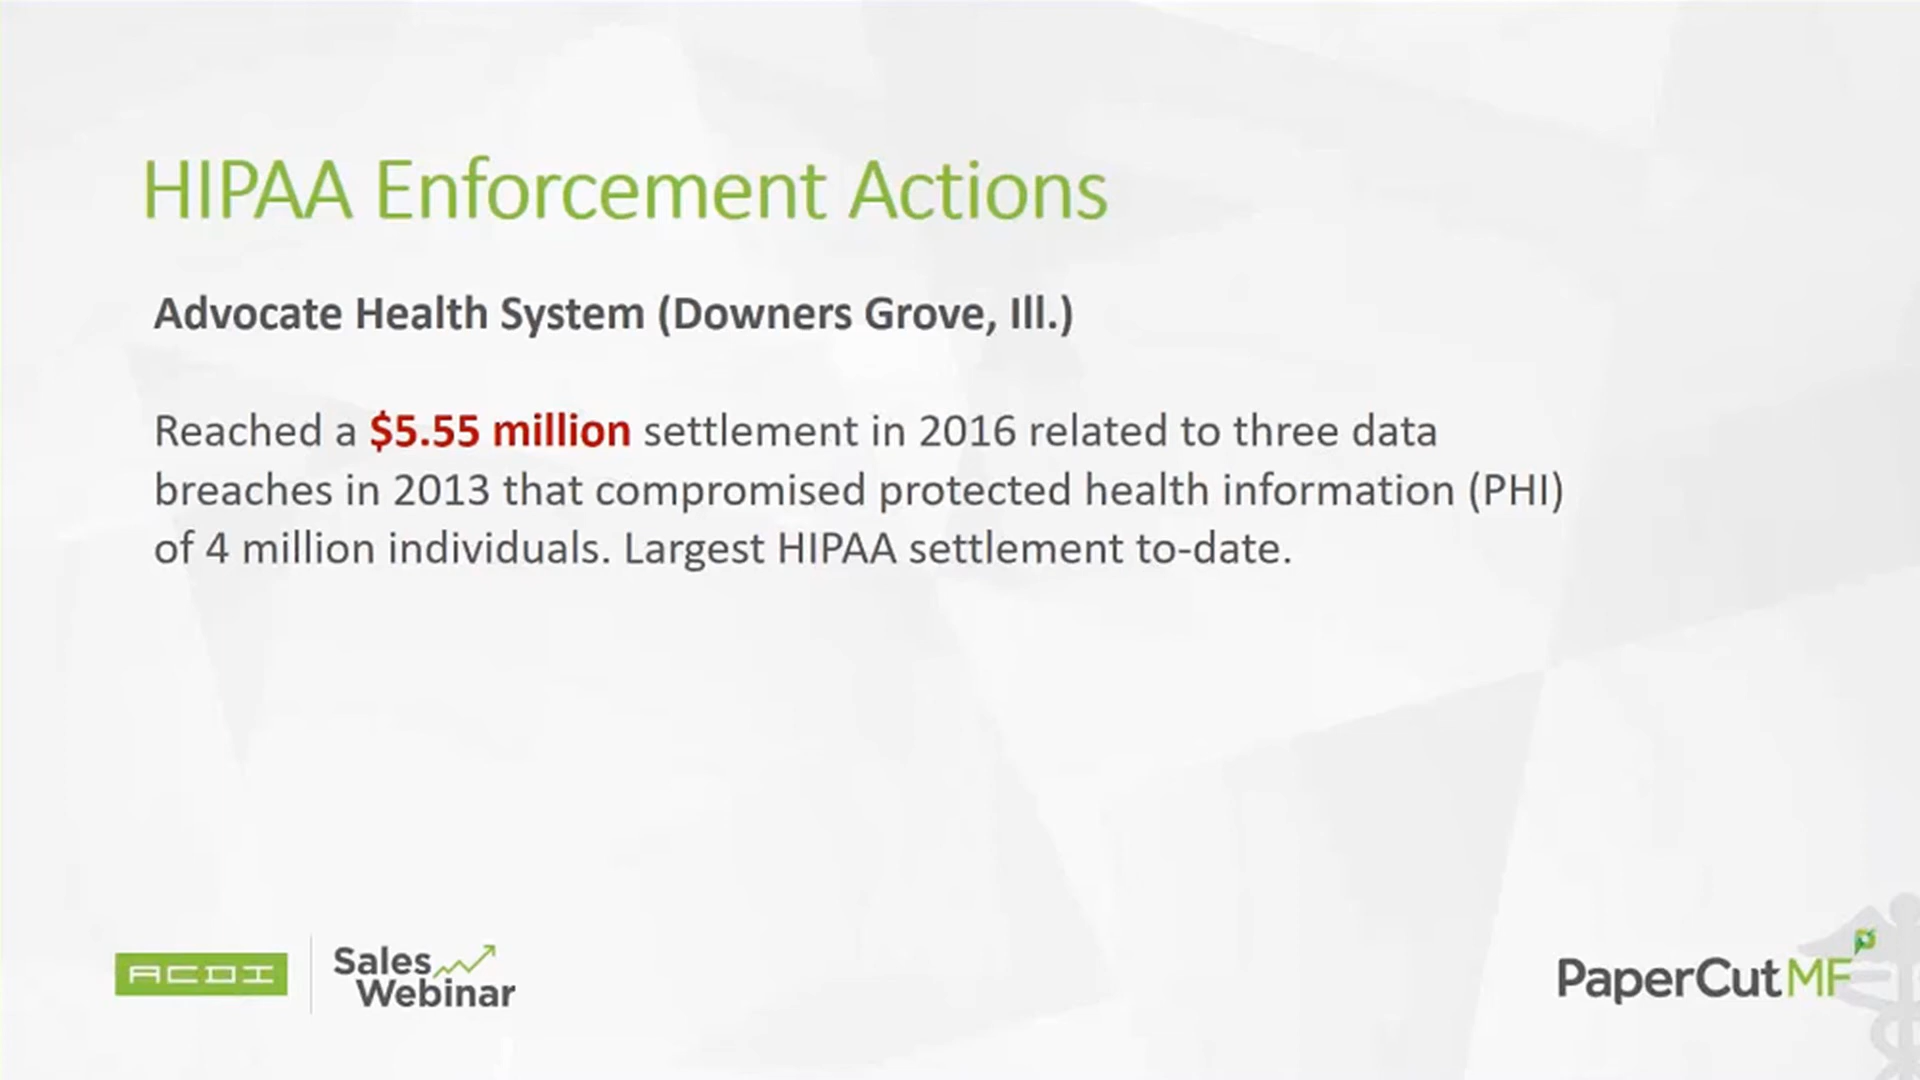 HIPAA Enforcement Actions
Advocate Health System (Downers Grove, Ill.)
Reached a $5.55 million settlement in 2016 related to three data
breaches in 2013 that compromised protected health information (PHI)
of 4 million individuals. Largest HIPAA settlement to-date.
ACDI
Sales
Webinar
PaperCutMF